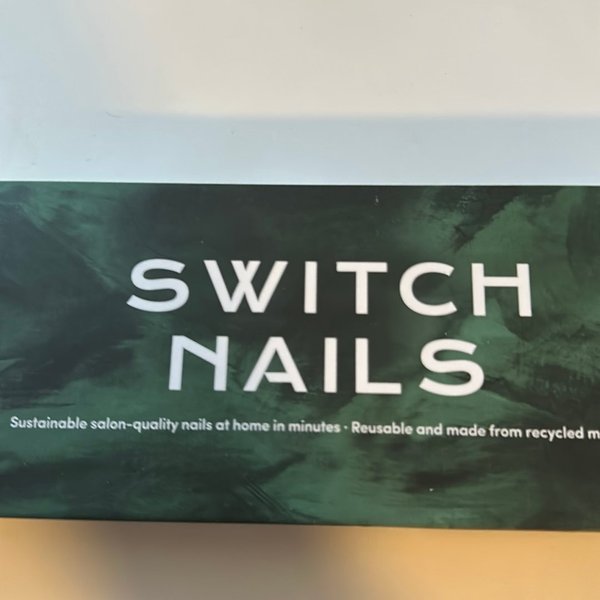 SWITCH
NAILS
Sustainable salon-quality nails at home in minutes · Reusable and made from recycled